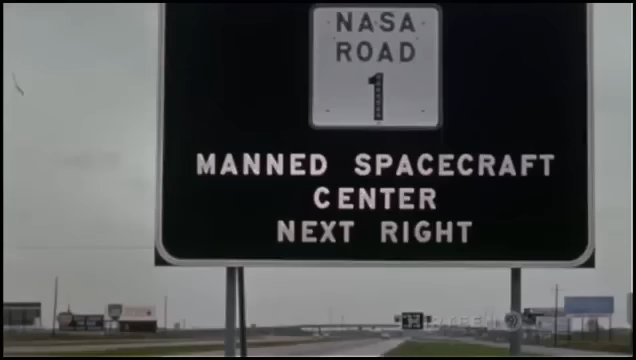 NASA
ROAD
1
MANNED SPACECRAFT
CENTER
NEXT RIGHT